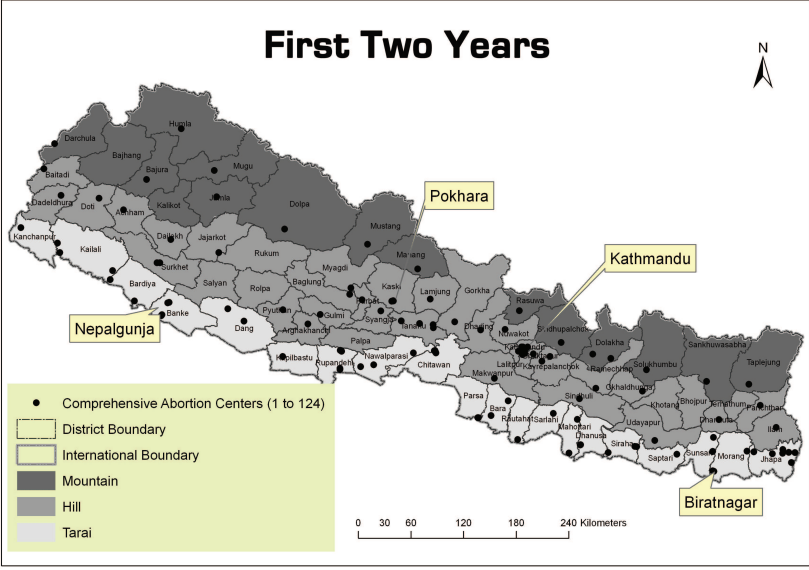 First Two Years
N
Humla
Darchula
Bajhang
Mugu
Bajura
Baitadi
Dolpa
Pokhara
Dadeldhura
Doti
Kalikot
Jumla
Achham
Mustang
Kanchanpur
Dailekh
Jajarkot
Manang
Kathmandu
Kailali
Rukum
Surkhet
Myagdi
Gorkha
Bardiya
Salyan
Rolpa
Baglung
Kaski
Lamjung
Rasuwa
Parbat
Nepalgunja
Banke
Pyuthan
Gulmi
Syangja
Tanahu
Dhading
Nuwakot
Sindhupalchok
Dang
Arghakhanchi
Dolakha
Sankhuwasabha
Palpa
Lalitpur
Kavrepalanchok
Ramechhap
Solukhumbu
Taplejung
Kapilbastu
Rupandehi
Nawalparasi
Chitawan
Makwanpur
Okhaldhunga
Parsa
Sindhuli
Khotang
Bhojpur
Terhathum
Panchthar
Bara
Rautahat
Sarlahi
Mahottari
Udayapur
Dhankuta
Ilam
Dhanusa
Siraha
Saptari
Sunsari
Morang
Jhapa
Biratnagar
Comprehensive Abortion Centers (1 to 124)
District Boundary
International Boundary
Mountain
Hill
Tarai
0 30 60 120 180 240 Kilometers